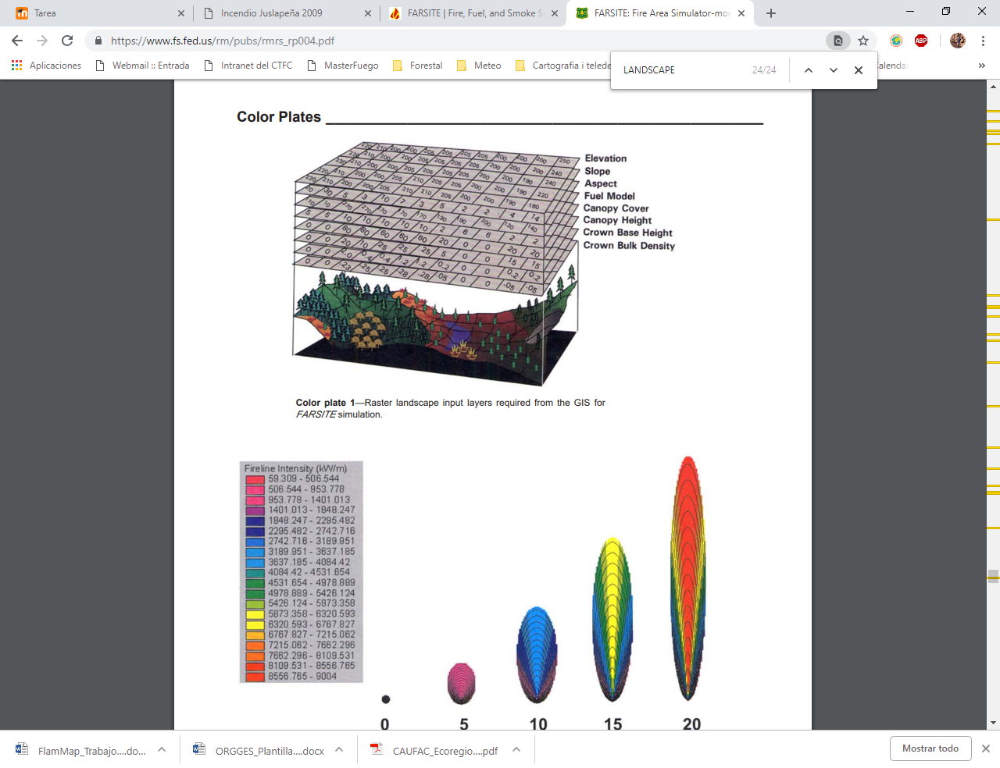 Tarea
Incendio Juslapeña 2009
FARSITE | Fire, Fuel, and Smoke S
FARSITE: Fire Area Simulator-mod
https://www.fs.fed.us/rm/pubs/rmrs_rp004.pdf
ABP
Aplicaciones
Webmail :: Entrada
Intranet del CTFC
MasterFuego
Forestal
Meteo
Cartografia i telede
Calenda
LANDSCAPE
24/24
Color Plates
Elevation
Slope
Aspect
Fuel Model
Canopy Cover
Canopy Height
Crown Base Height
Crown Bulk Density
Color plate 1—Raster landscape input layers required from the GIS for
FARSITE simulation.
Fireline Intensity (kW/m)
59.309 - 506.544
506.544 - 953.778
953.778 - 1401.013
1401.013 - 1848.247
1848.247 - 2295.482
2295.482 - 2742.716
2742.716 - 3189.951
3189.951 - 3637.185
3637.185 - 4084.42
4084.42 - 4531.654
4531.654 - 4978.889
4978.889 - 5426.124
5426.124 - 5873.358
5873.358 - 6320.593
6320.593 - 6767.827
6767.827 - 7215.062
7215.062 - 7662.296
7662.296 - 8109.531
8109.531 - 8556.765
8556.765 - 9004
0 5 10 15 20
FlamMap_Trabajo....do...
ORGGES_Plantilla....docx
CAUFAC_Ecoregio....pdf
Mostrar todo